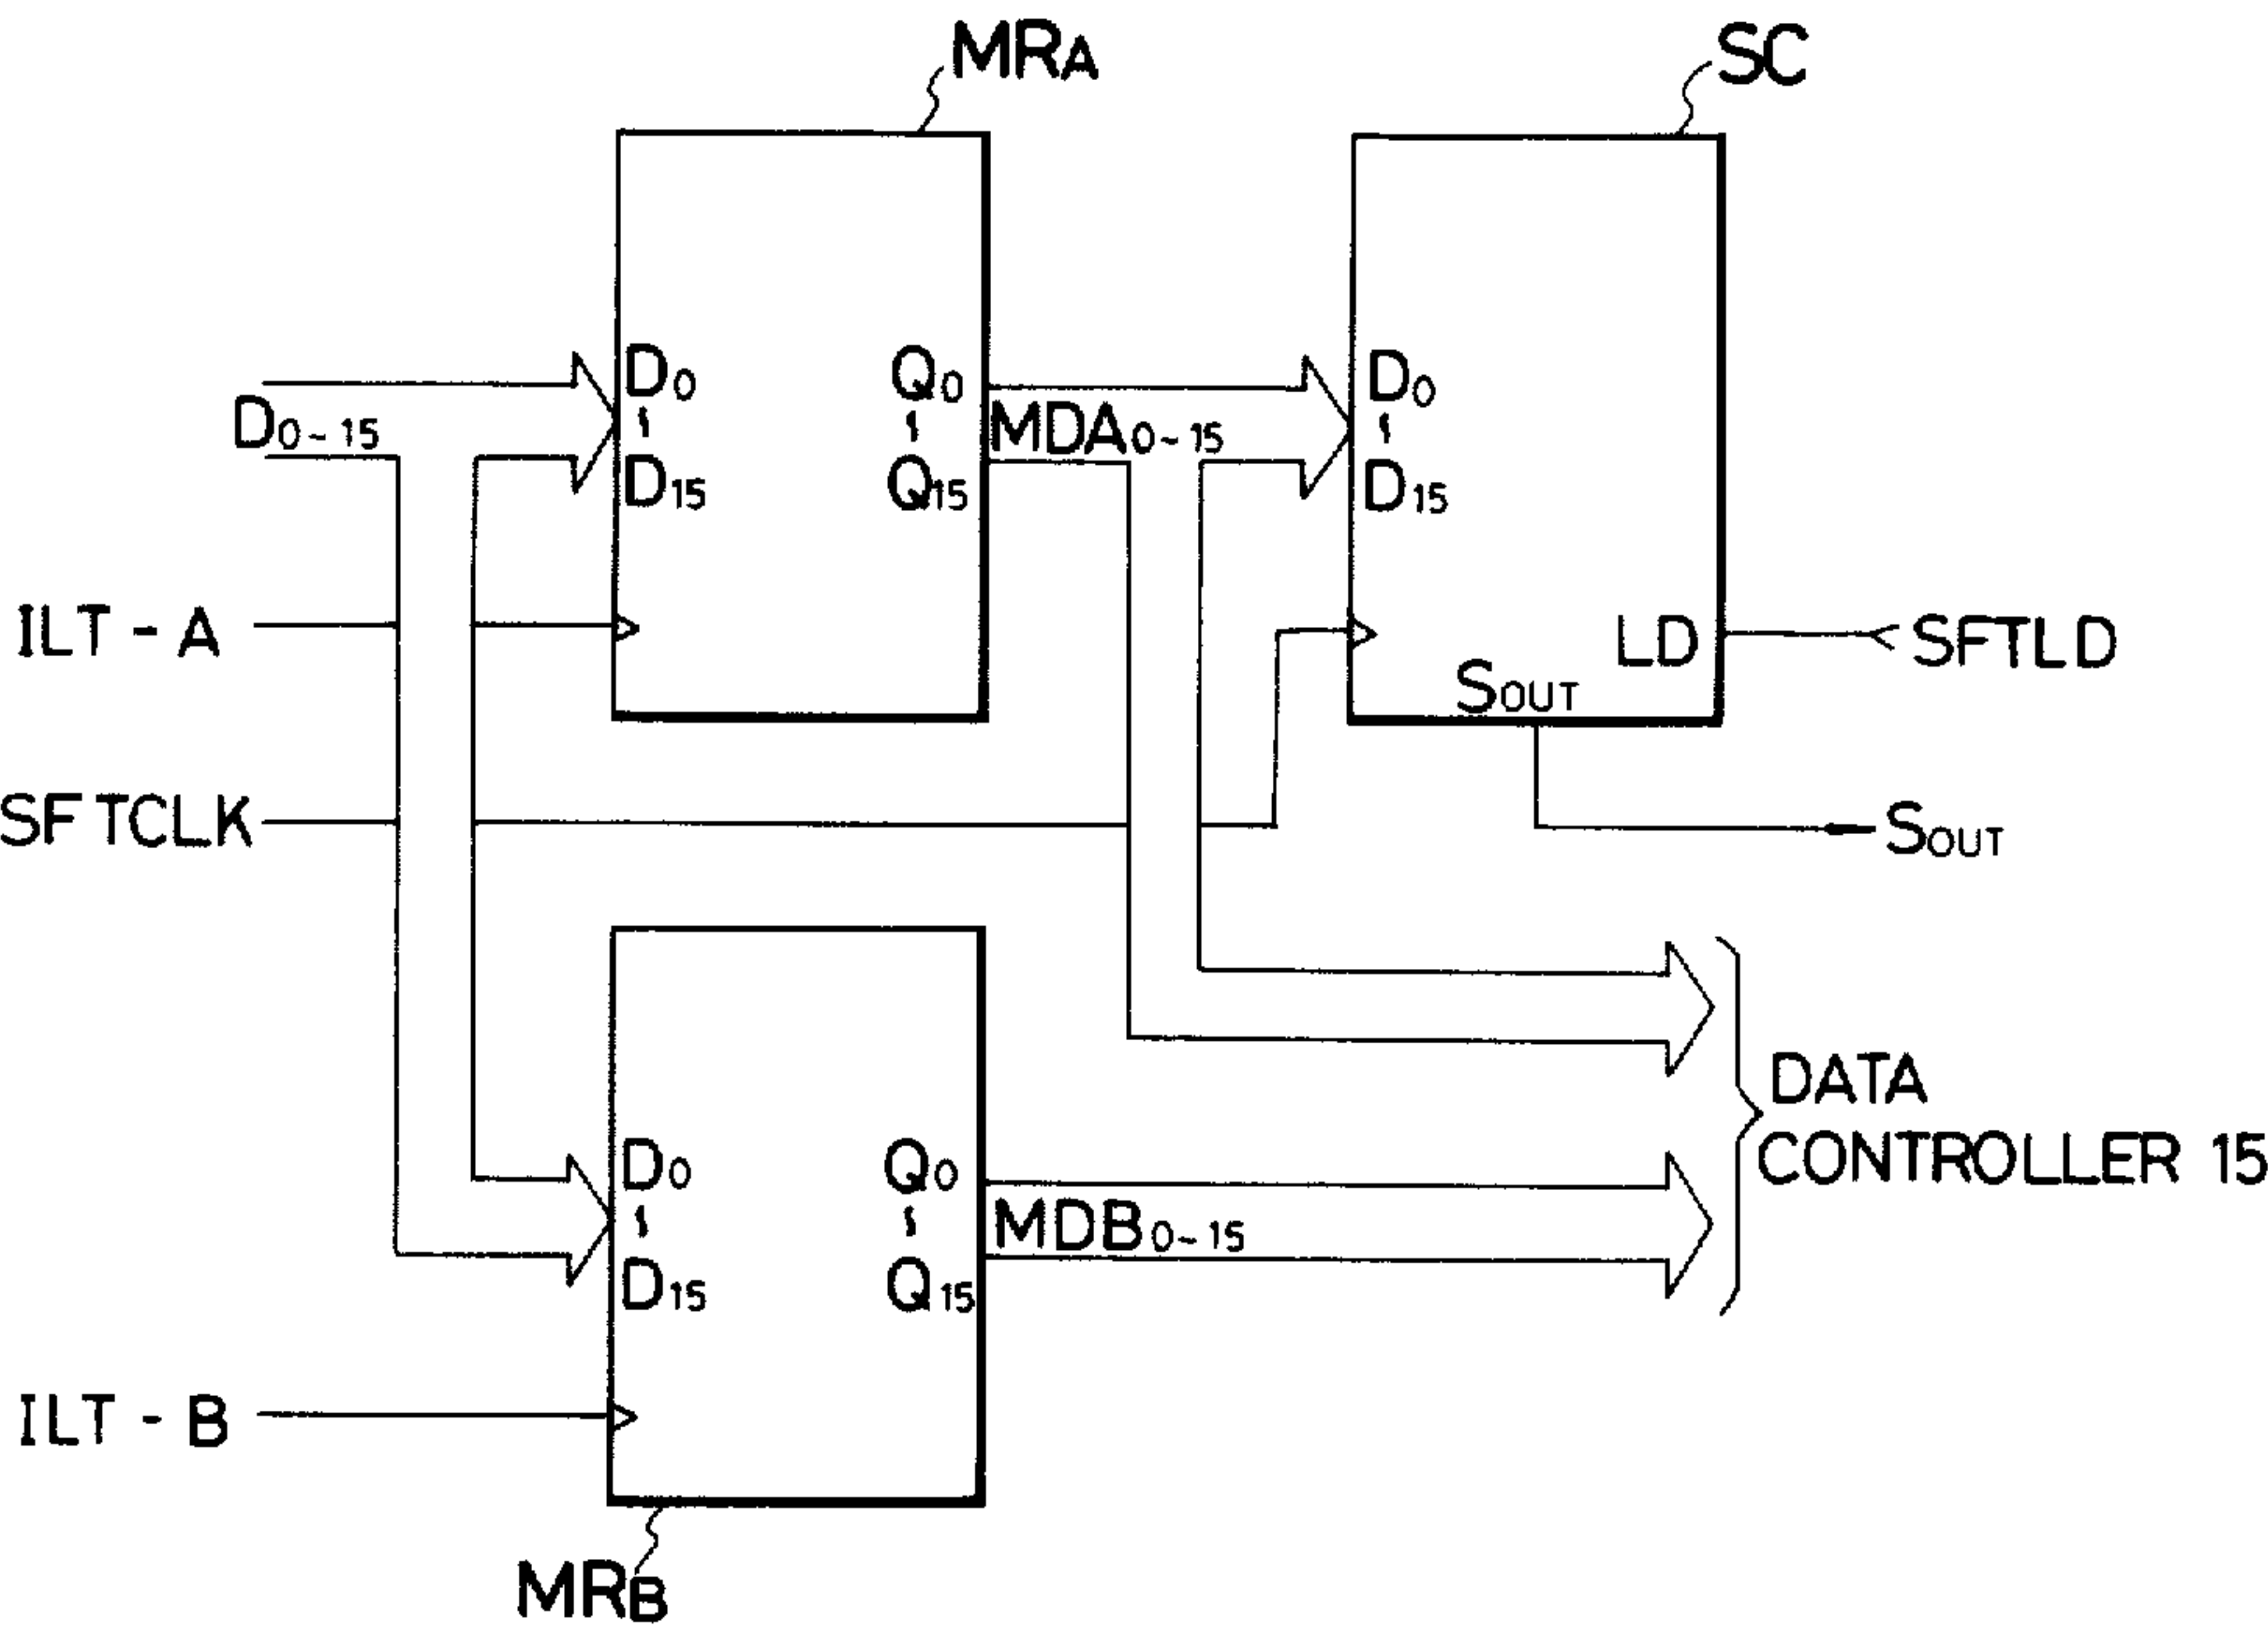 MRA
SC
D0
Q0
D0
D0~15
MDA0~15
D15
Q15
D15
ILT-A
LD
SFTLD
SOUT
SFTCLK
SOUT
DATA
CONTROLLER 15
D0
Q0
MDB0~15
D15
Q15
ILT-B
MRB